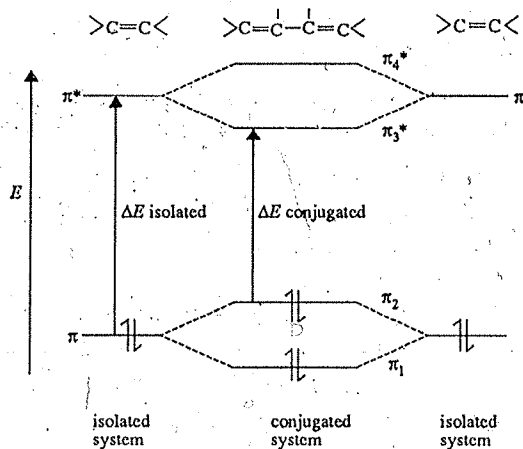 >C=C< >C=C–C=C< >C=C<
π4*
π* π
π3*
E
ΔE isolated ΔE conjugated
π2
π
π1
isolated system conjugated system isolated system